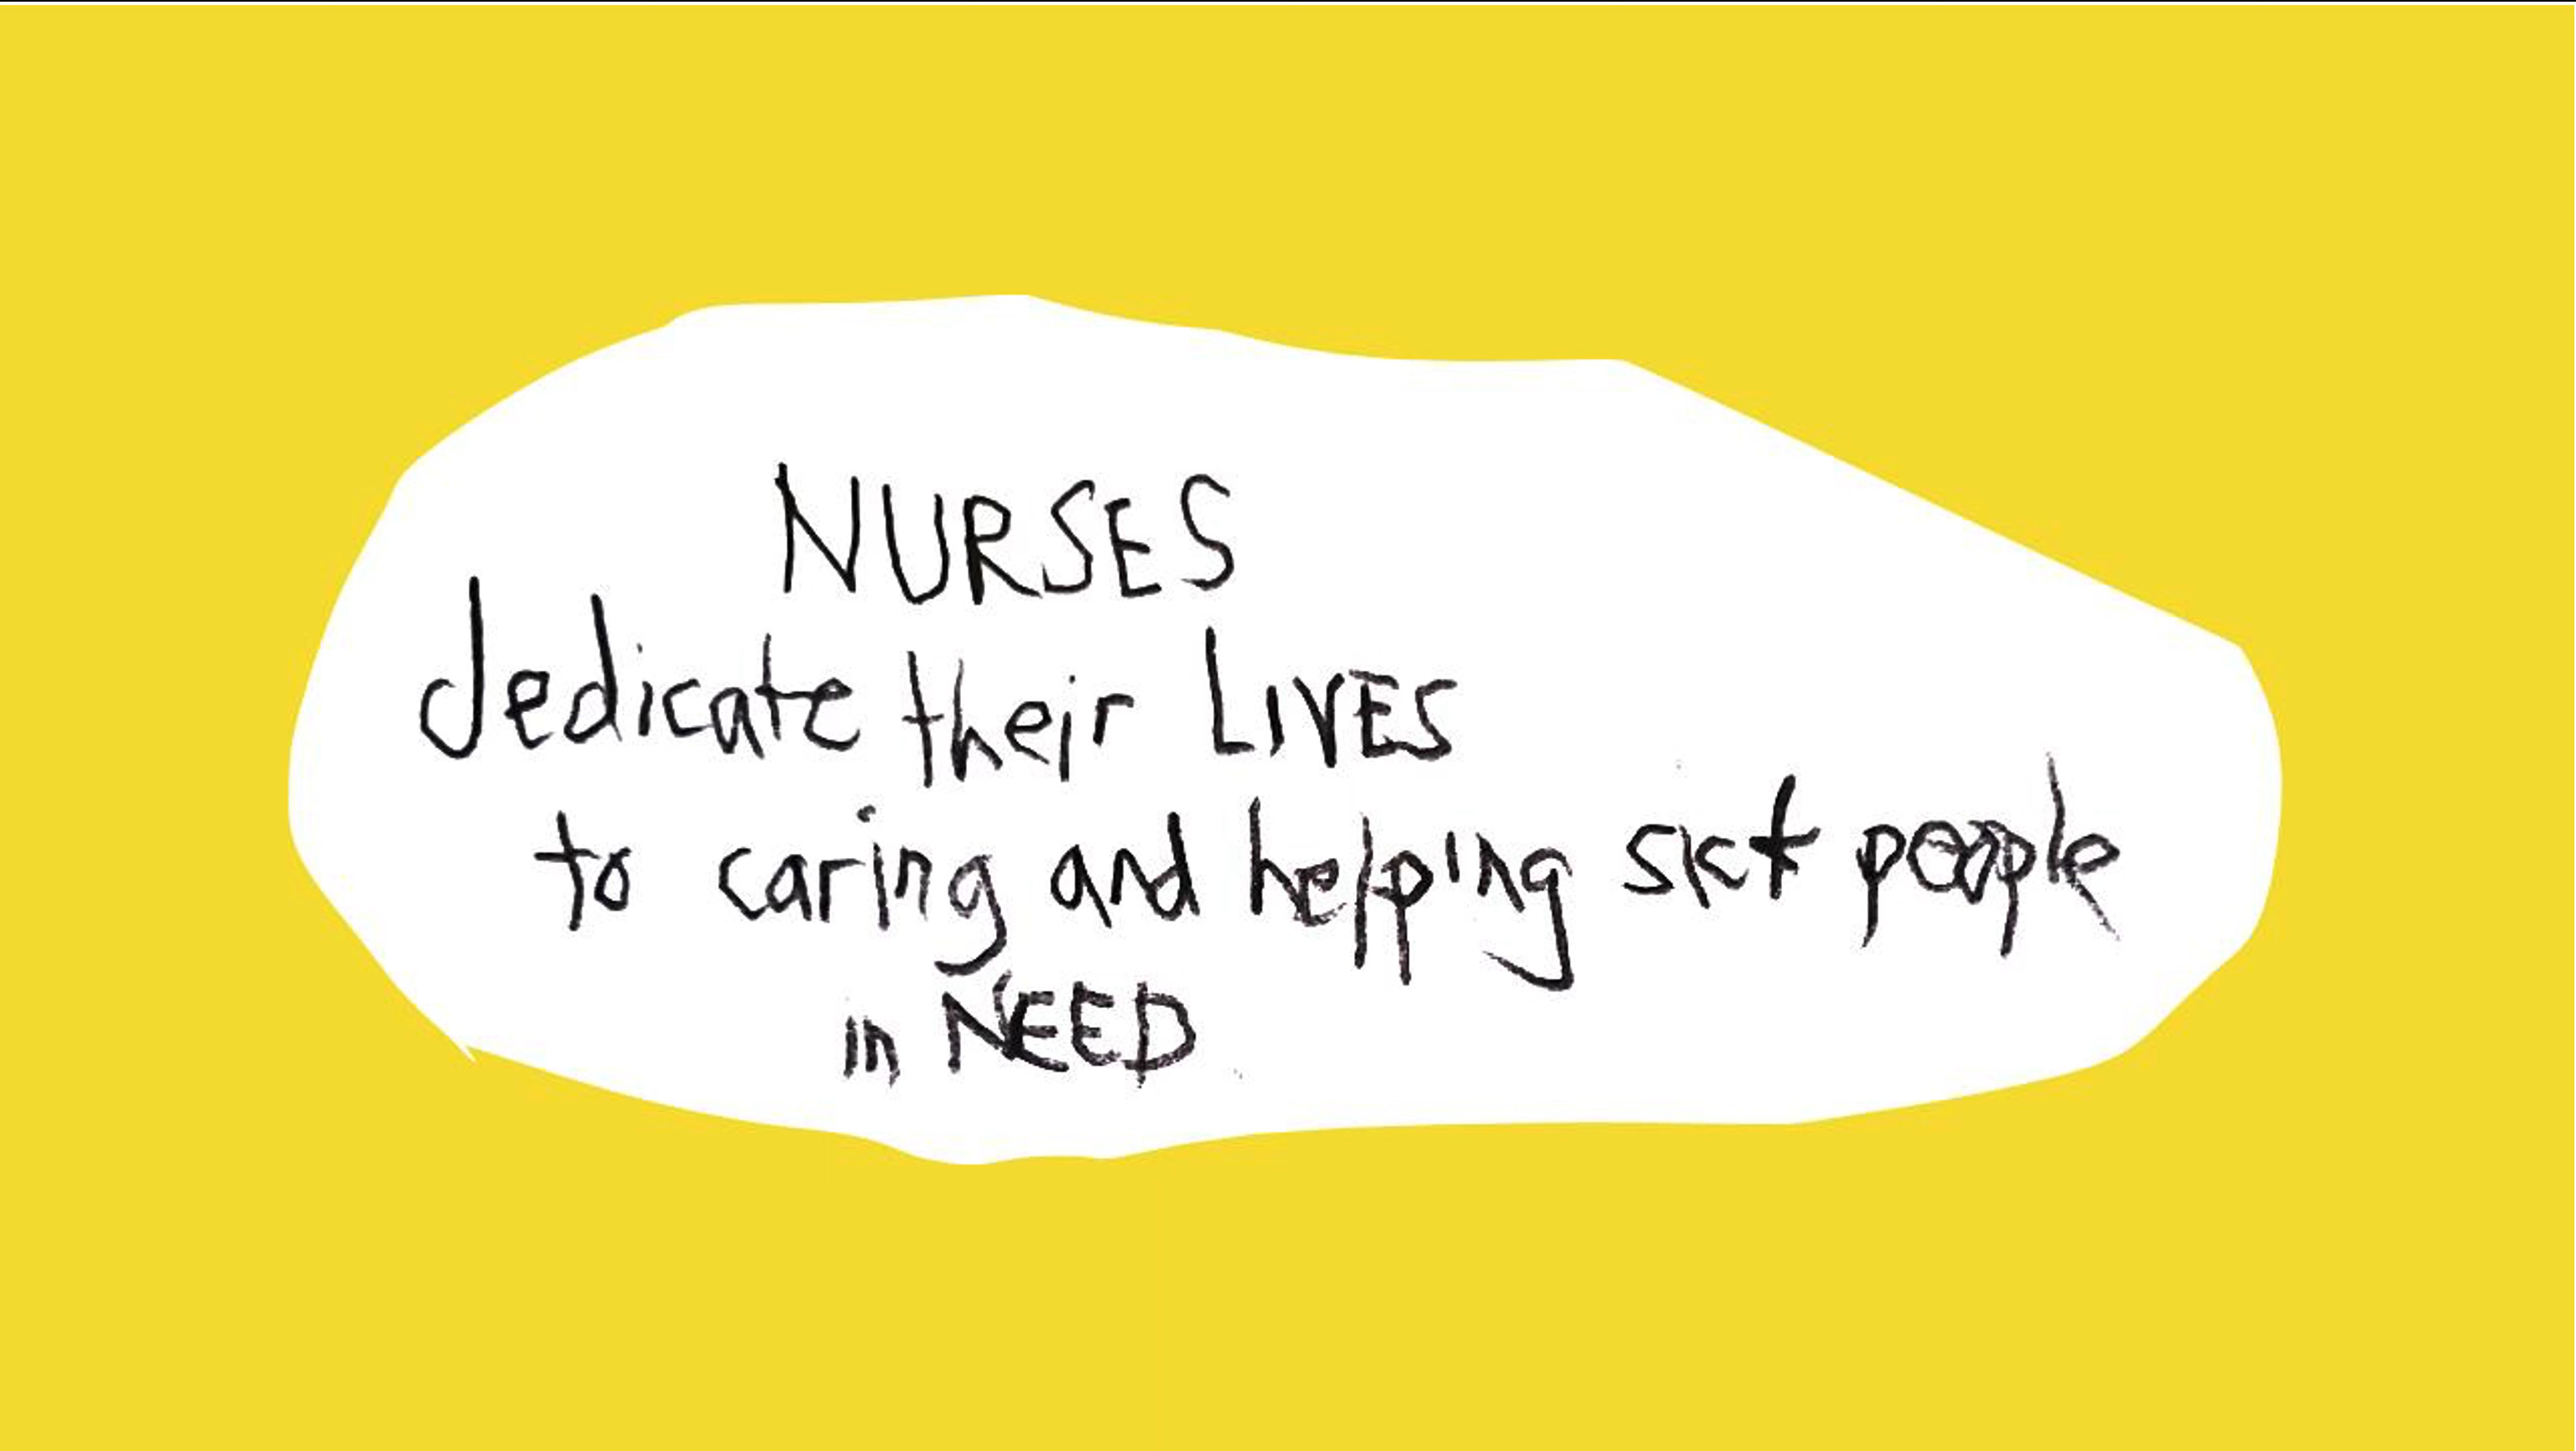 NURSES
dedicate their LIVES
to caring and helping sick people
in NEED